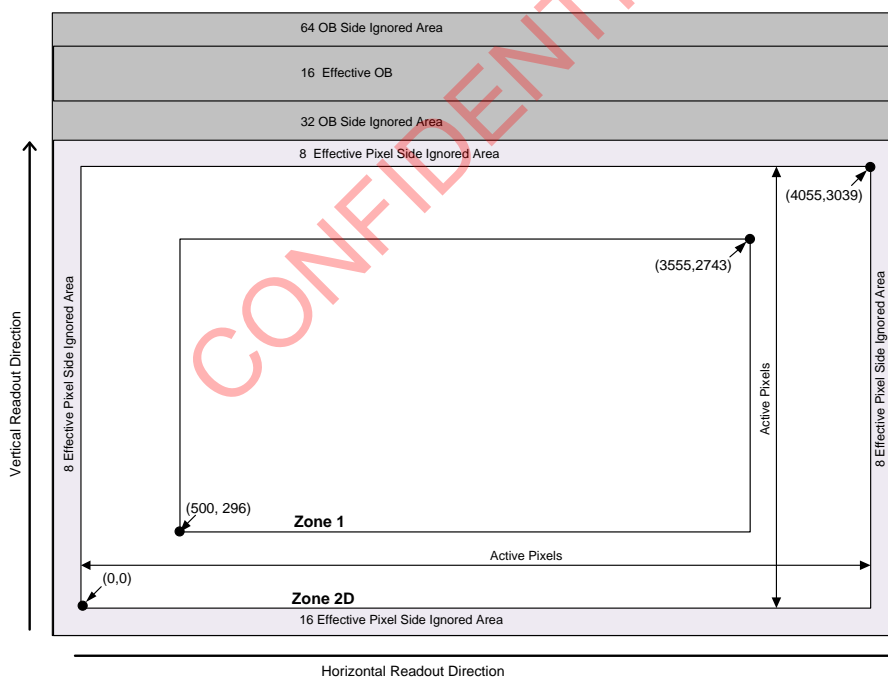 64 OB Side Ignored Area
16 Effective OB
32 OB Side Ignored Area
8 Effective Pixel Side Ignored Area
(4055,3039)
(3555,2743)
CONFIDENTI
Vertical Readout Direction
8 Effective Pixel Side Ignored Area
Active Pixels
8 Effective Pixel Side Ignored Area
(500, 296)
Zone 1
Active Pixels
(0,0)
Zone 2D
16 Effective Pixel Side Ignored Area
Horizontal Readout Direction